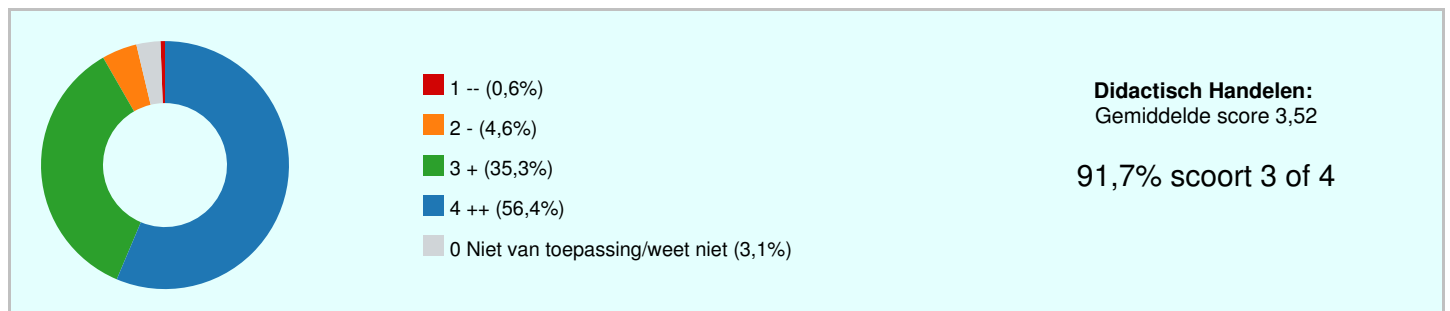 1 -- (0,6%)
2 - (4,6%)
3 + (35,3%)
4 ++ (56,4%)
0 Niet van toepassing/weet niet (3,1%)
Didactisch Handelen:
Gemiddelde score 3,52
91,7% scoort 3 of 4